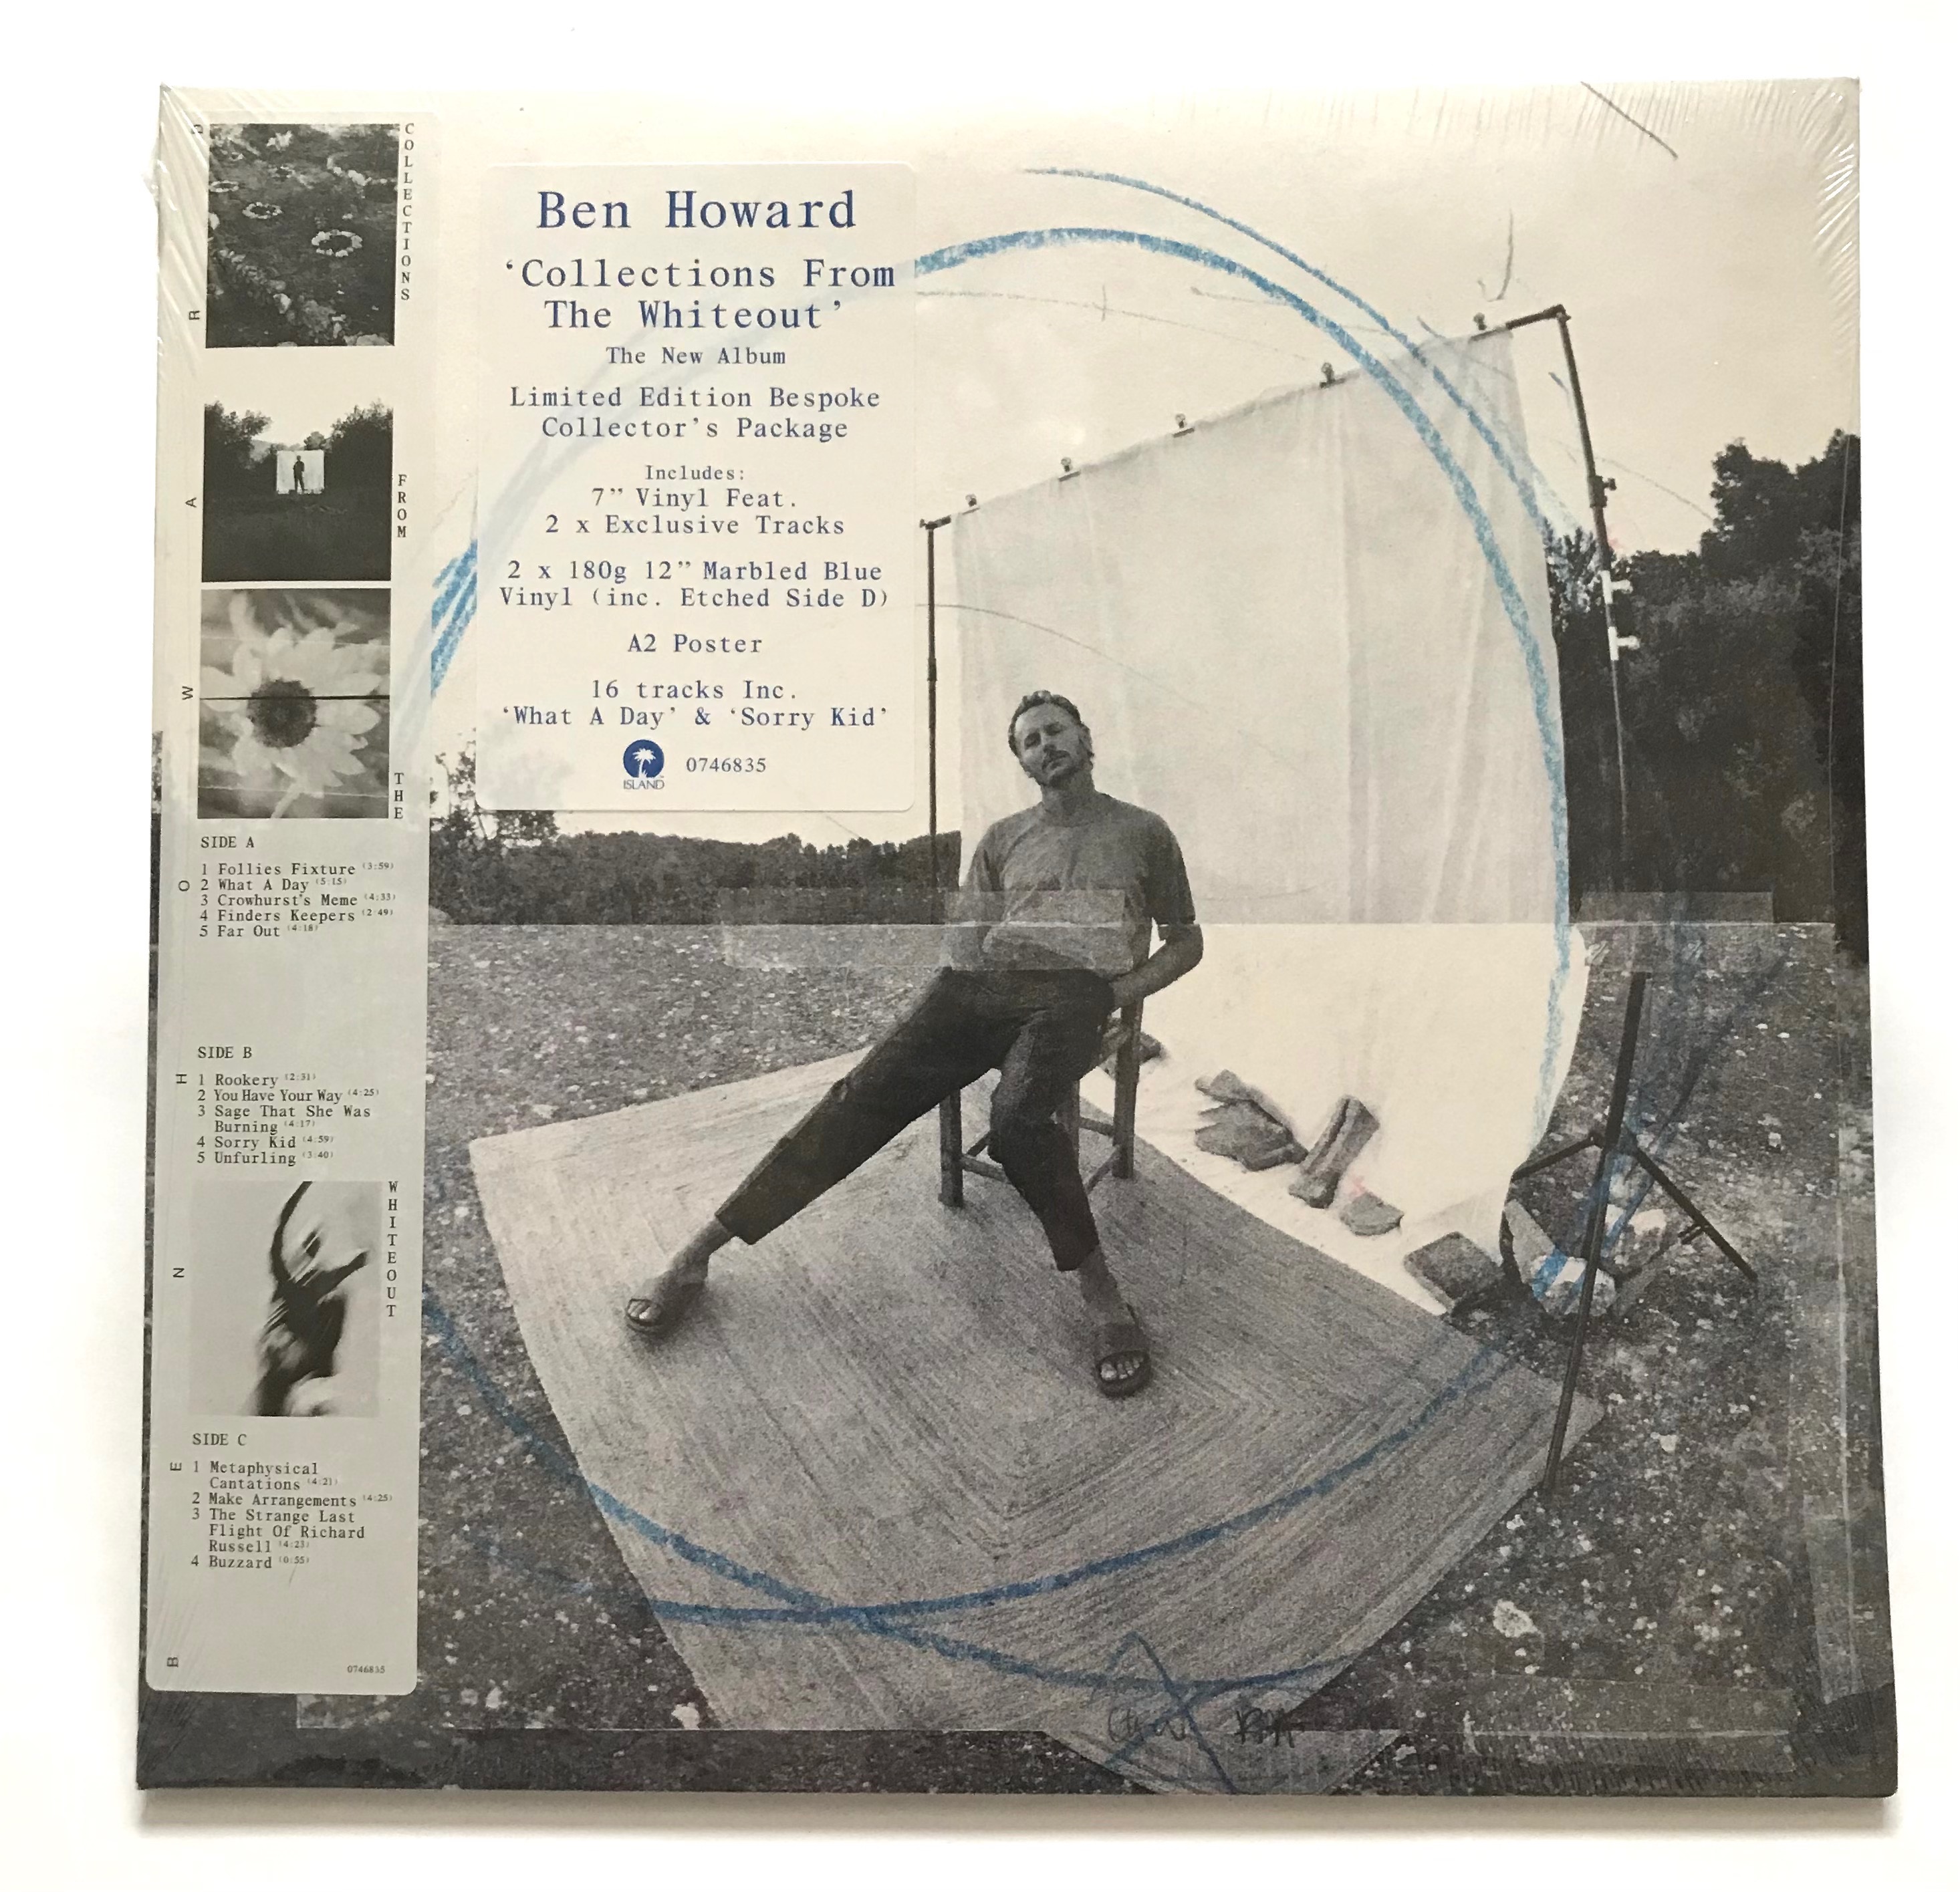 COLLECTIONS
FROM
THE
WHITEOUT
BEN HOWARD
SIDE A
1 Follies Fixture (3:59)
2 What A Day (5:15)
3 Crowhurst's Meme (4:33)
4 Finders Keepers (2:49)
5 Far Out (4:18)
SIDE B
1 Rookery (2:31)
2 You Have Your Way (4:25)
3 Sage That She Was
Burning (4:17)
4 Sorry Kid (4:59)
5 Unfurling (3:40)
SIDE C
1 Metaphysical
Cantations (4:21)
2 Make Arrangements (4:25)
3 The Strange Last
Flight Of Richard
Russell (4:23)
4 Buzzard (0:55)
0746835
Ben Howard
‘Collections From
The Whiteout’
The New Album
Limited Edition Bespoke
Collector’s Package
Includes:
7” Vinyl Feat.
2 x Exclusive Tracks
2 x 180g 12” Marbled Blue
Vinyl (inc. Etched Side D)
A2 Poster
16 tracks Inc.
‘What A Day’ & ‘Sorry Kid’
ISLAND
0746835